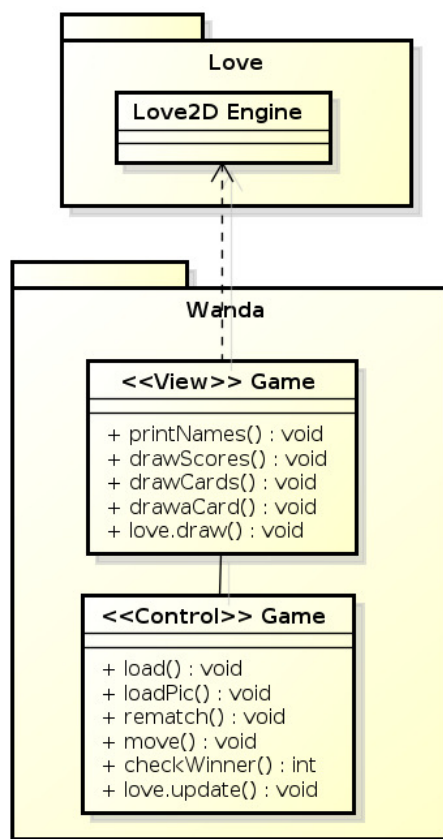 Love
Love2D Engine
Wanda
<<View>> Game
+ printNames() : void
+ drawScores() : void
+ drawCards() : void
+ drawaCard() : void
+ love.draw() : void
<<Control>> Game
+ load() : void
+ loadPic() : void
+ rematch() : void
+ move() : void
+ checkWinner() : int
+ love.update() : void